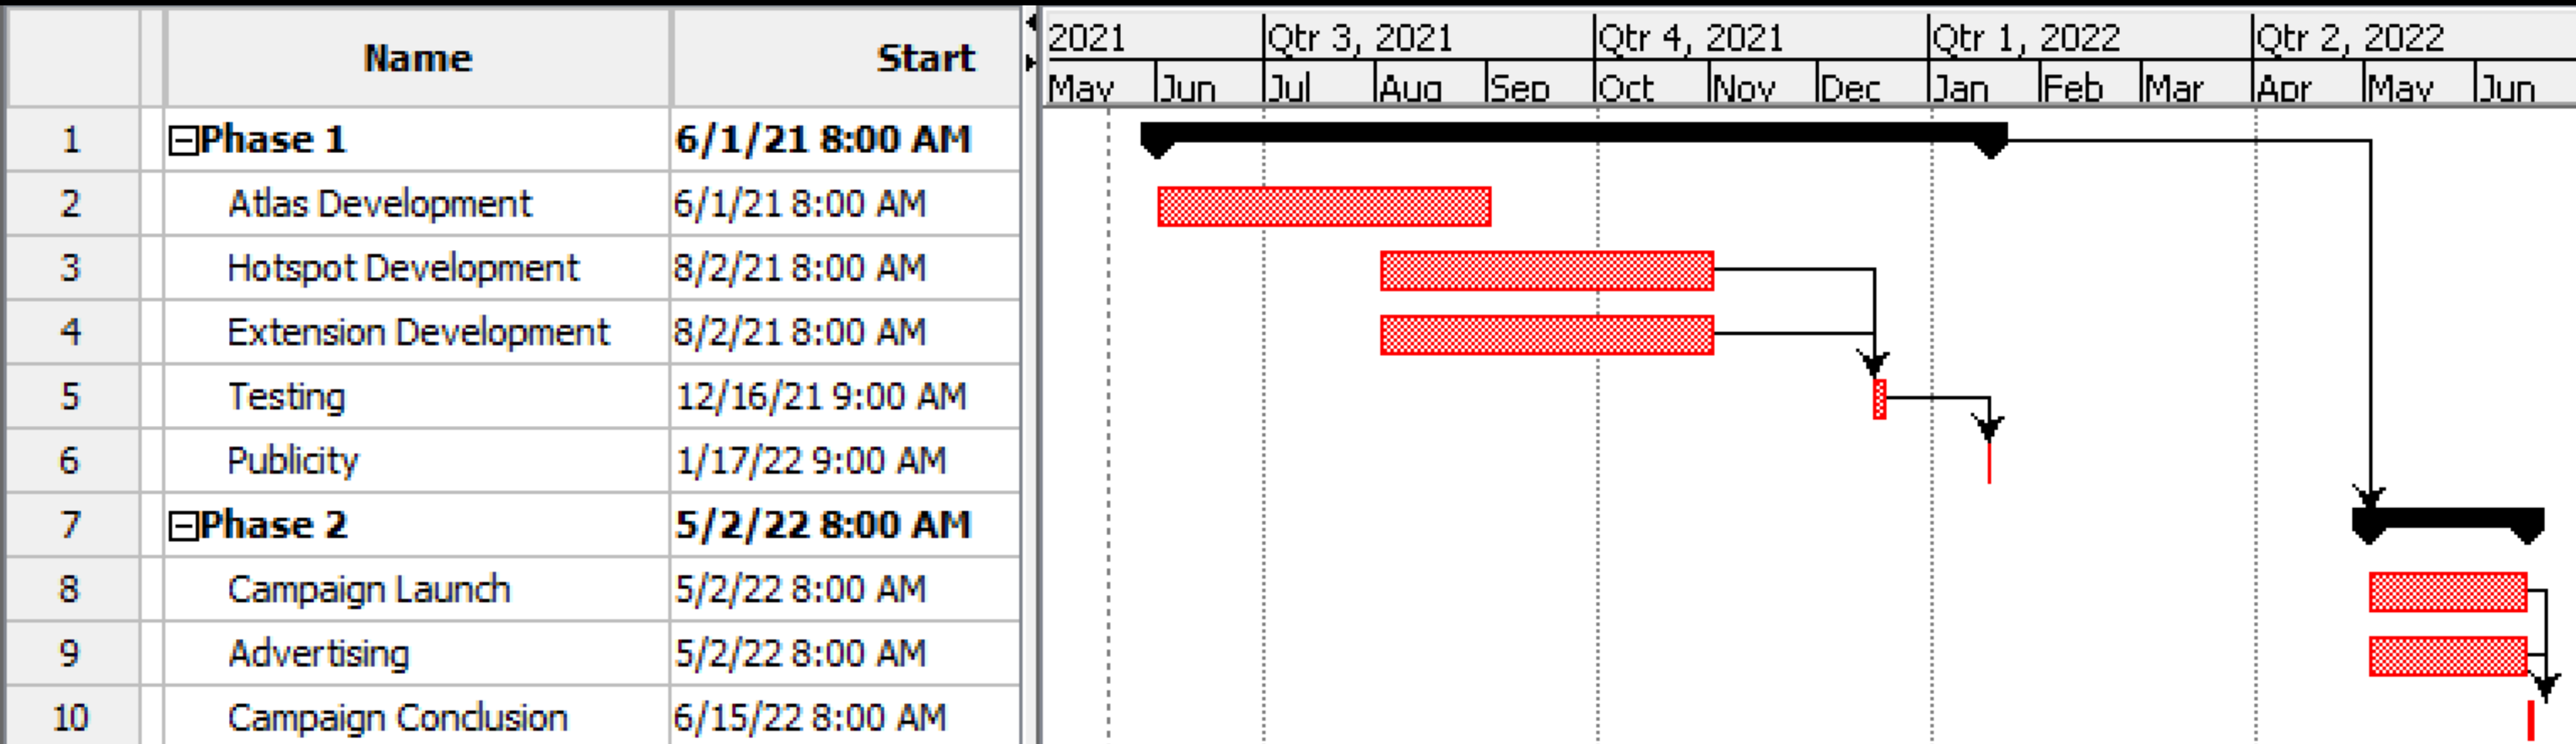 Name Start
2021 Qtr 3, 2021 Qtr 4, 2021 Qtr 1, 2022 Qtr 2, 2022
May Jun Jul Aug Sep Oct Nov Dec Jan Feb Mar Apr May Jun
1 Phase 1 6/1/21 8:00 AM
2 Atlas Development 6/1/21 8:00 AM
3 Hotspot Development 8/2/21 8:00 AM
4 Extension Development 8/2/21 8:00 AM
5 Testing 12/16/21 9:00 AM
6 Publicity 1/17/22 9:00 AM
7 Phase 2 5/2/22 8:00 AM
8 Campaign Launch 5/2/22 8:00 AM
9 Advertising 5/2/22 8:00 AM
10 Campaign Conclusion 6/15/22 8:00 AM